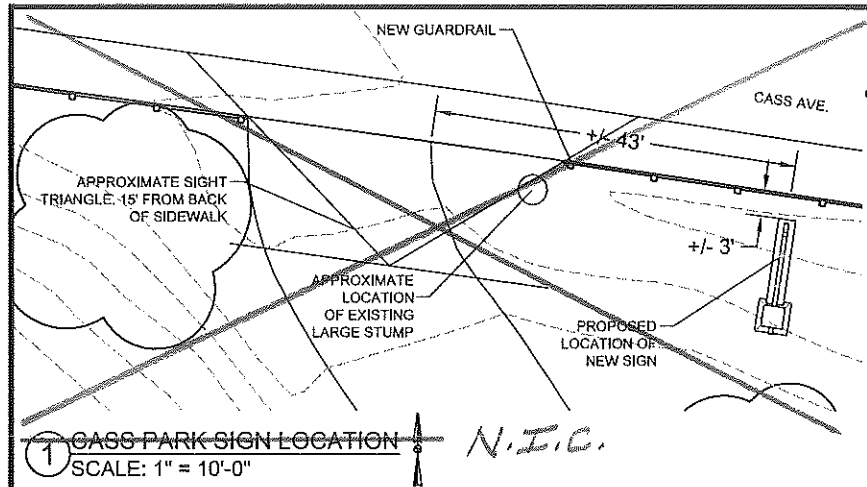 NEW GUARDRAIL
CASS AVE.
+/- 43'
APPROXIMATE SIGHT
TRIANGLE, 15' FROM BACK
OF SIDEWALK
+/- 3'
APPROXIMATE
LOCATION
OF EXISTING
LARGE STUMP
PROPOSED
LOCATION OF
NEW SIGN
1 CASS PARK SIGN LOCATION
SCALE: 1" = 10'-0"
N.I.C.